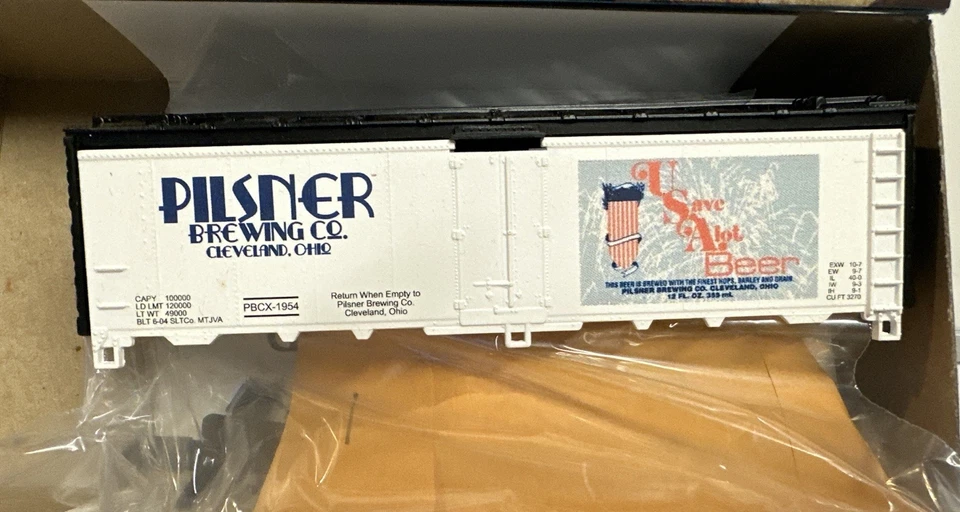 PILSNER™
BREWING CO.
CLEVELAND, OHIO
CAPY 100000
LD LMT 120000
LT WT 49000
BLT 6-04 SLTCo. MTJVA
PBCX-1954
Return When Empty to
Pilsner Brewing Co.
Cleveland, Ohio
U
Save
Alot
Beer
THIS BEER IS BREWED WITH THE FINEST HOPS, BARLEY AND GRAIN
PILSNER BREWING CO. CLEVELAND, OHIO
12 FL. OZ. 355 mL
EXW 10-7
EW 9-7
IL 40-0
IW 9-3
IH 9-1
CU FT 3270